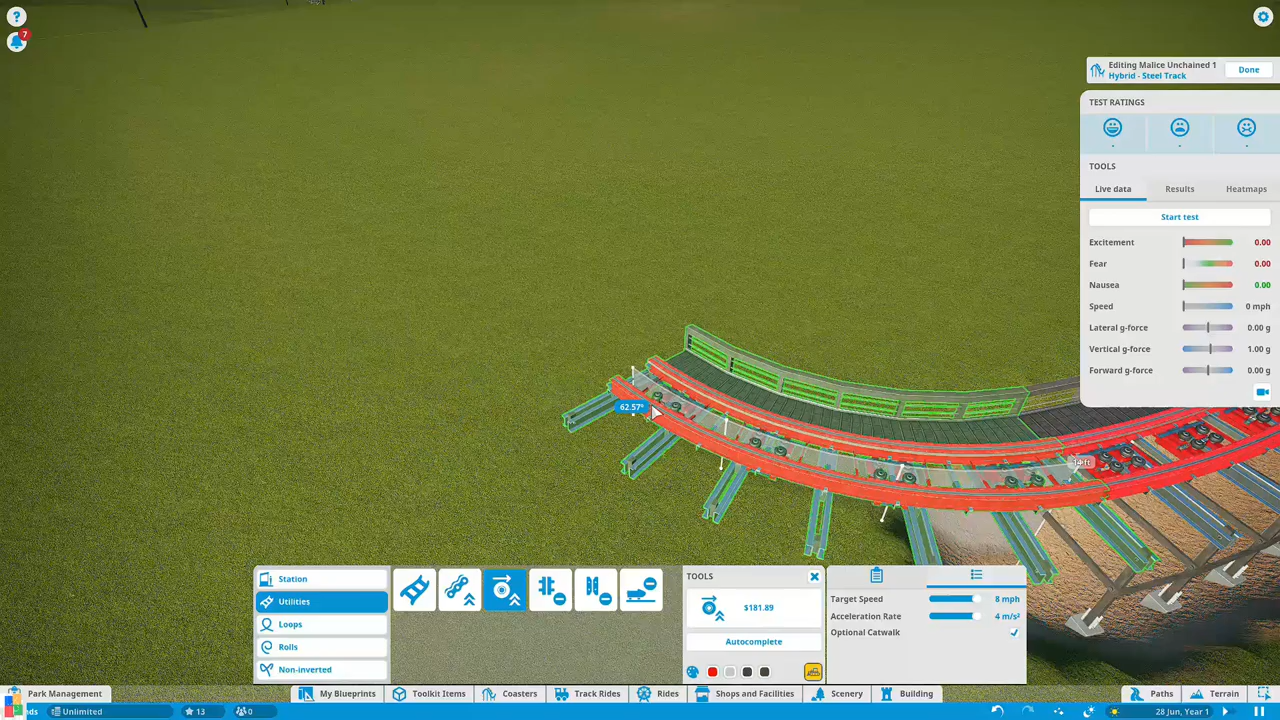 ?
7
Editing Malice Unchained 1
Hybrid - Steel Track
Done
TEST RATINGS
- - -
TOOLS
Live data Results Heatmaps
Start test
Excitement 0.00
Fear 0.00
Nausea 0.00
Speed 0 mph
Lateral g-force 0.00 g
Vertical g-force 1.00 g
Forward g-force 0.00 g
62.57°
14 ft
Station
Utilities
Loops
Rolls
Non-inverted
TOOLS
$181.89
Autocomplete
Target Speed 8 mph
Acceleration Rate 4 m/s²
Optional Catwalk
Park Management My Blueprints Toolkit Items Coasters Track Rides Rides Shops and Facilities Scenery Building Paths Terrain
nds Unlimited 13 0 28 Jun, Year 1